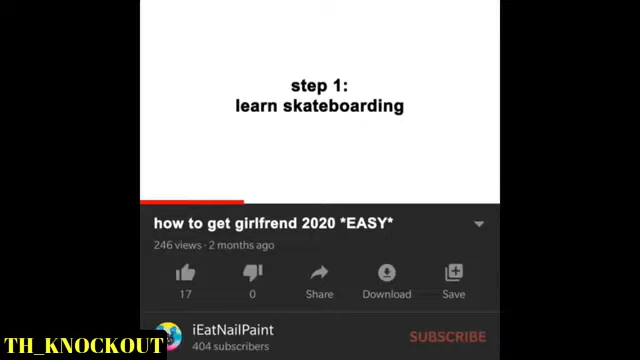 step 1:
learn skateboarding
how to get girlfrend 2020 *EASY*
246 views · 2 months ago
17
0
Share
Download
Save
iEatNailPaint
404 subscribers
SUBSCRIBE
TH_KNOCKOUT